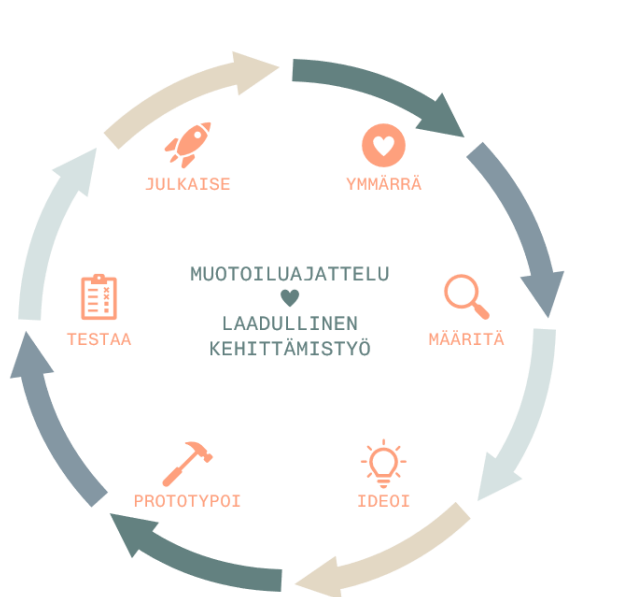 JULKAISE
YMMÄRRÄ
MUOTOILUAJATTELU
LAADULLINEN
KEHITTÄMISTYÖ
TESTAA
MÄÄRITÄ
PROTOTYPOI
IDEOI